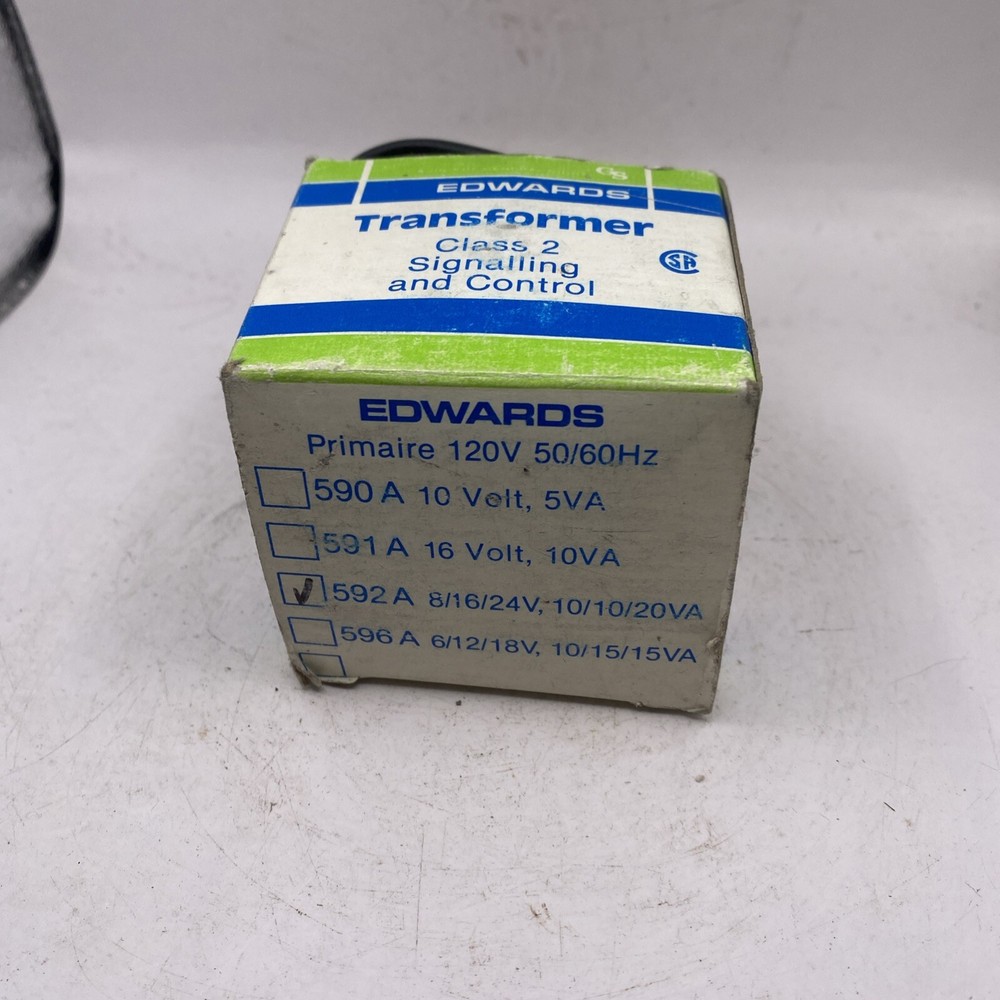 GS
EDWARDS
Transformer
Class 2
Signalling
and Control
EDWARDS
Primaire 120V 50/60Hz
590 A 10 Volt, 5VA
591 A 16 Volt, 10VA
592 A 8/16/24V, 10/10/20VA
596 A 6/12/18V, 10/15/15VA